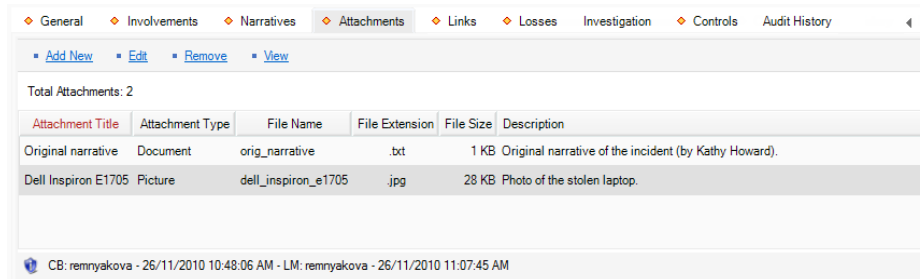 General Involvements Narratives Attachments Links Losses Investigation Controls Audit History
Add New Edit Remove View
Total Attachments: 2
Attachment Title Attachment Type File Name File Extension File Size Description
Original narrative Document orig_narrative .txt 1 KB Original narrative of the incident (by Kathy Howard).
Dell Inspiron E1705 Picture dell_inspiron_e1705 .jpg 28 KB Photo of the stolen laptop.
CB: remnyakova - 26/11/2010 10:48:06 AM - LM: remnyakova - 26/11/2010 11:07:45 AM